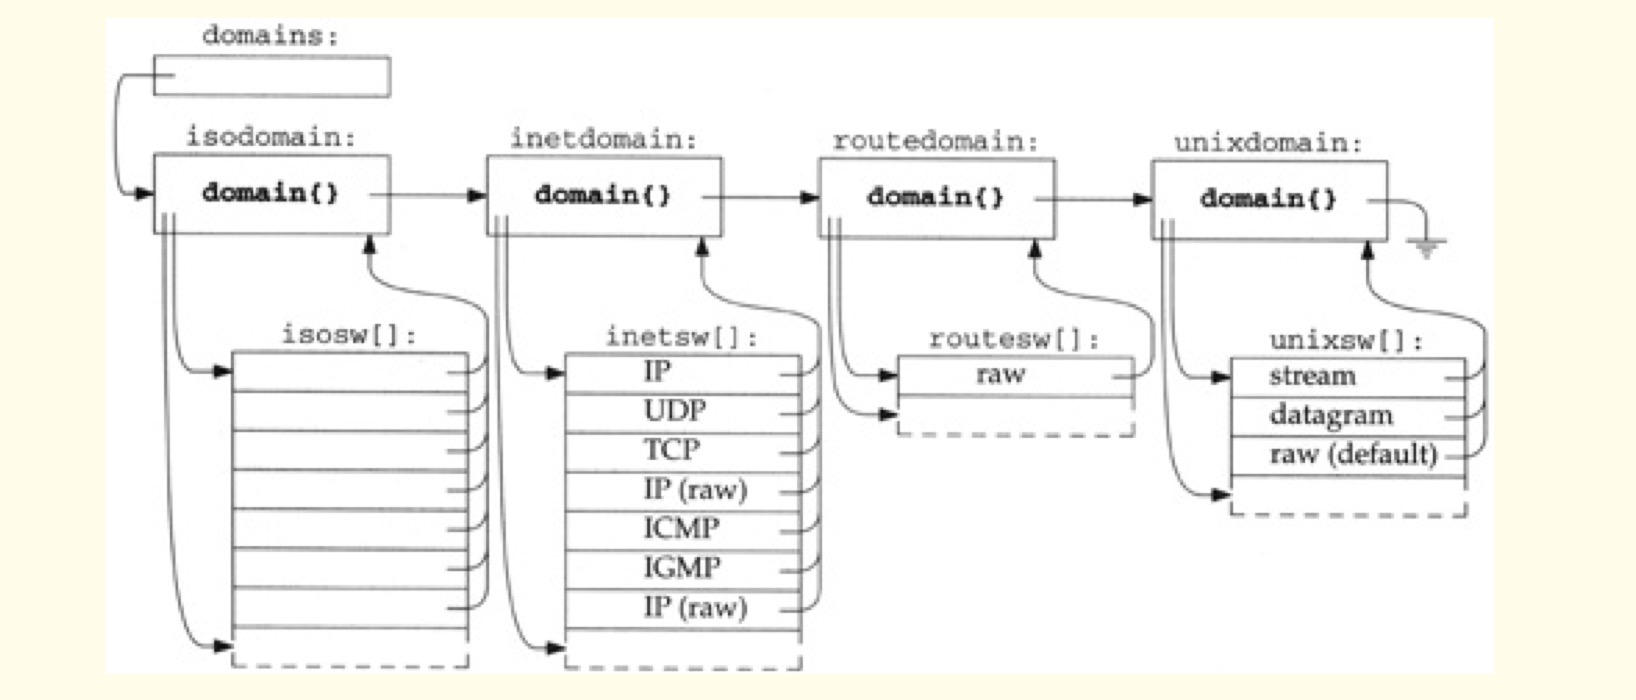 domains:
isodomain:
inetdomain:
routedomain:
unixdomain:
domain{}
domain{}
domain{}
domain{}
isosw[]:
inetsw[]:
IP
UDP
TCP
IP (raw)
ICMP
IGMP
IP (raw)
routesw[]:
raw
unixsw[]:
stream
datagram
raw (default)